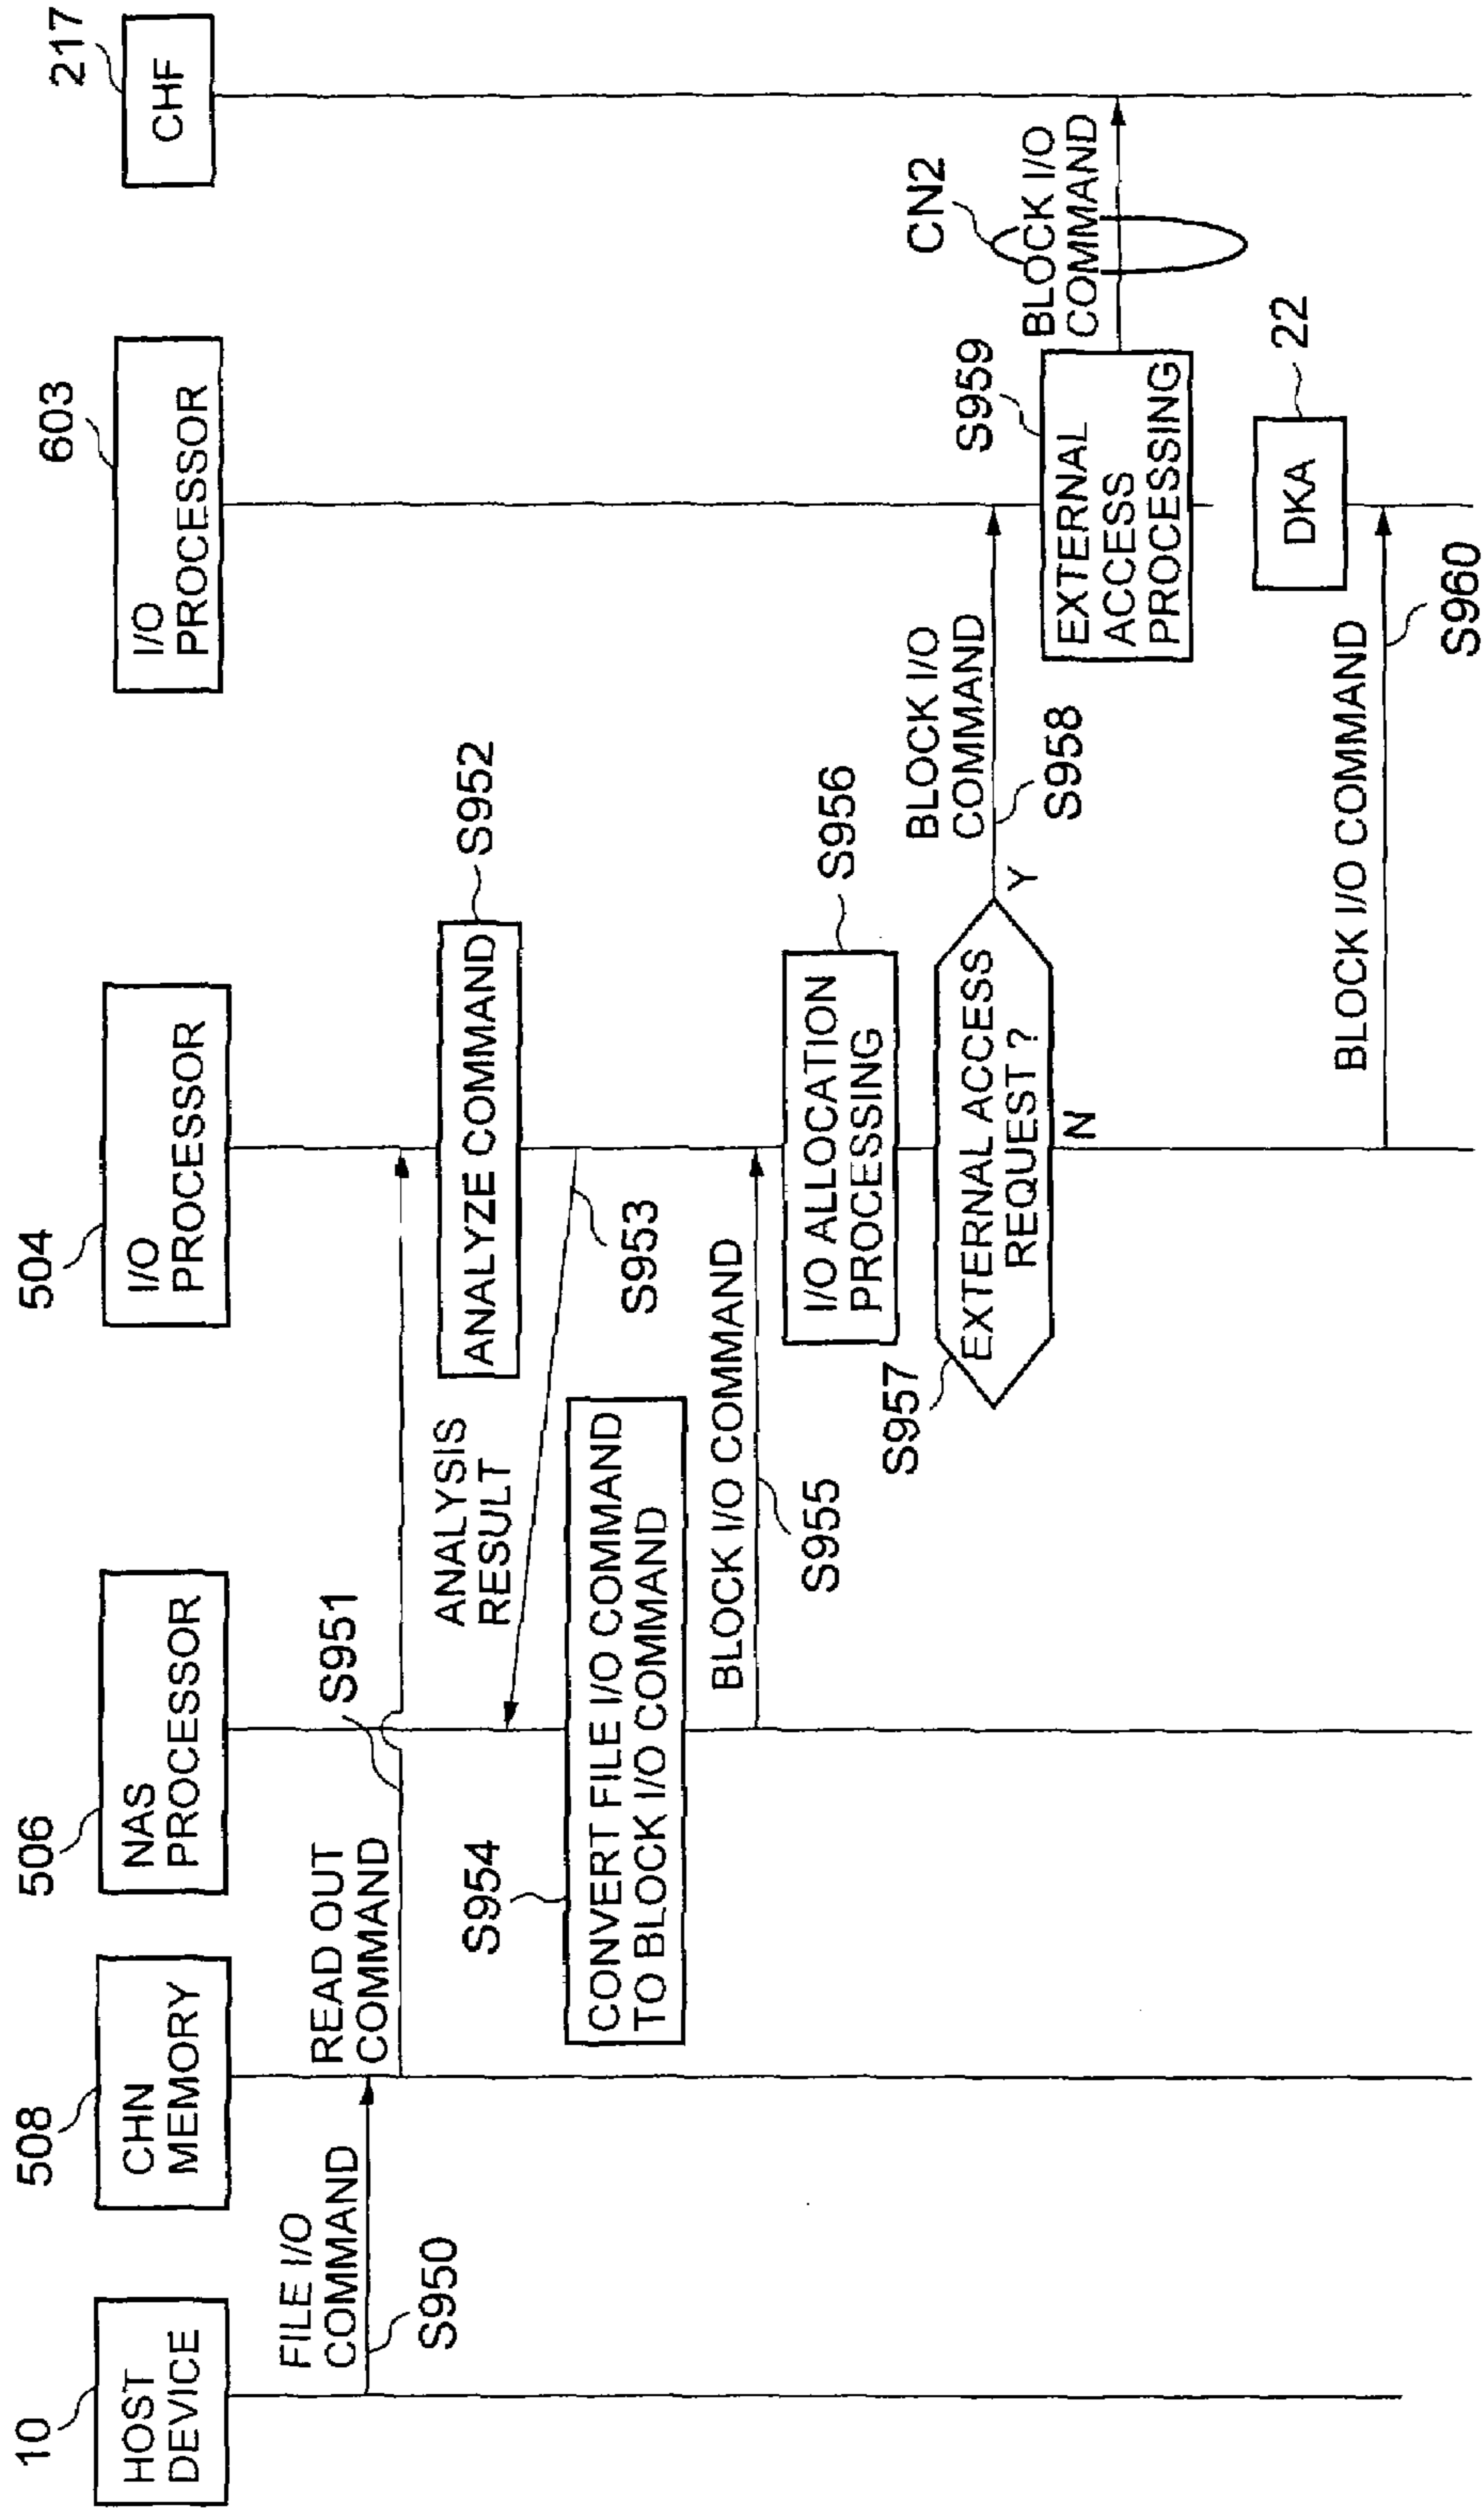 10
HOST
DEVICE
508
CHN
MEMORY
506
NAS
PROCESSOR
504
I/O
PROCESSOR
603
I/O
PROCESSOR
217
CHF
FILE I/O
COMMAND
S950
READ OUT
COMMAND
S951
ANALYZE COMMAND
S952
ANALYSIS
RESULT
S953
S954
CONVERT FILE I/O COMMAND
TO BLOCK I/O COMMAND
BLOCK I/O COMMAND
S955
I/O ALLOCATION
PROCESSING
S956
S957
EXTERNAL ACCESS
REQUEST ?
Y
N
BLOCK I/O
COMMAND
S958
EXTERNAL
ACCESS
PROCESSING
S959
CN2
BLOCK I/O
COMMAND
DKA
22
BLOCK I/O COMMAND
S960